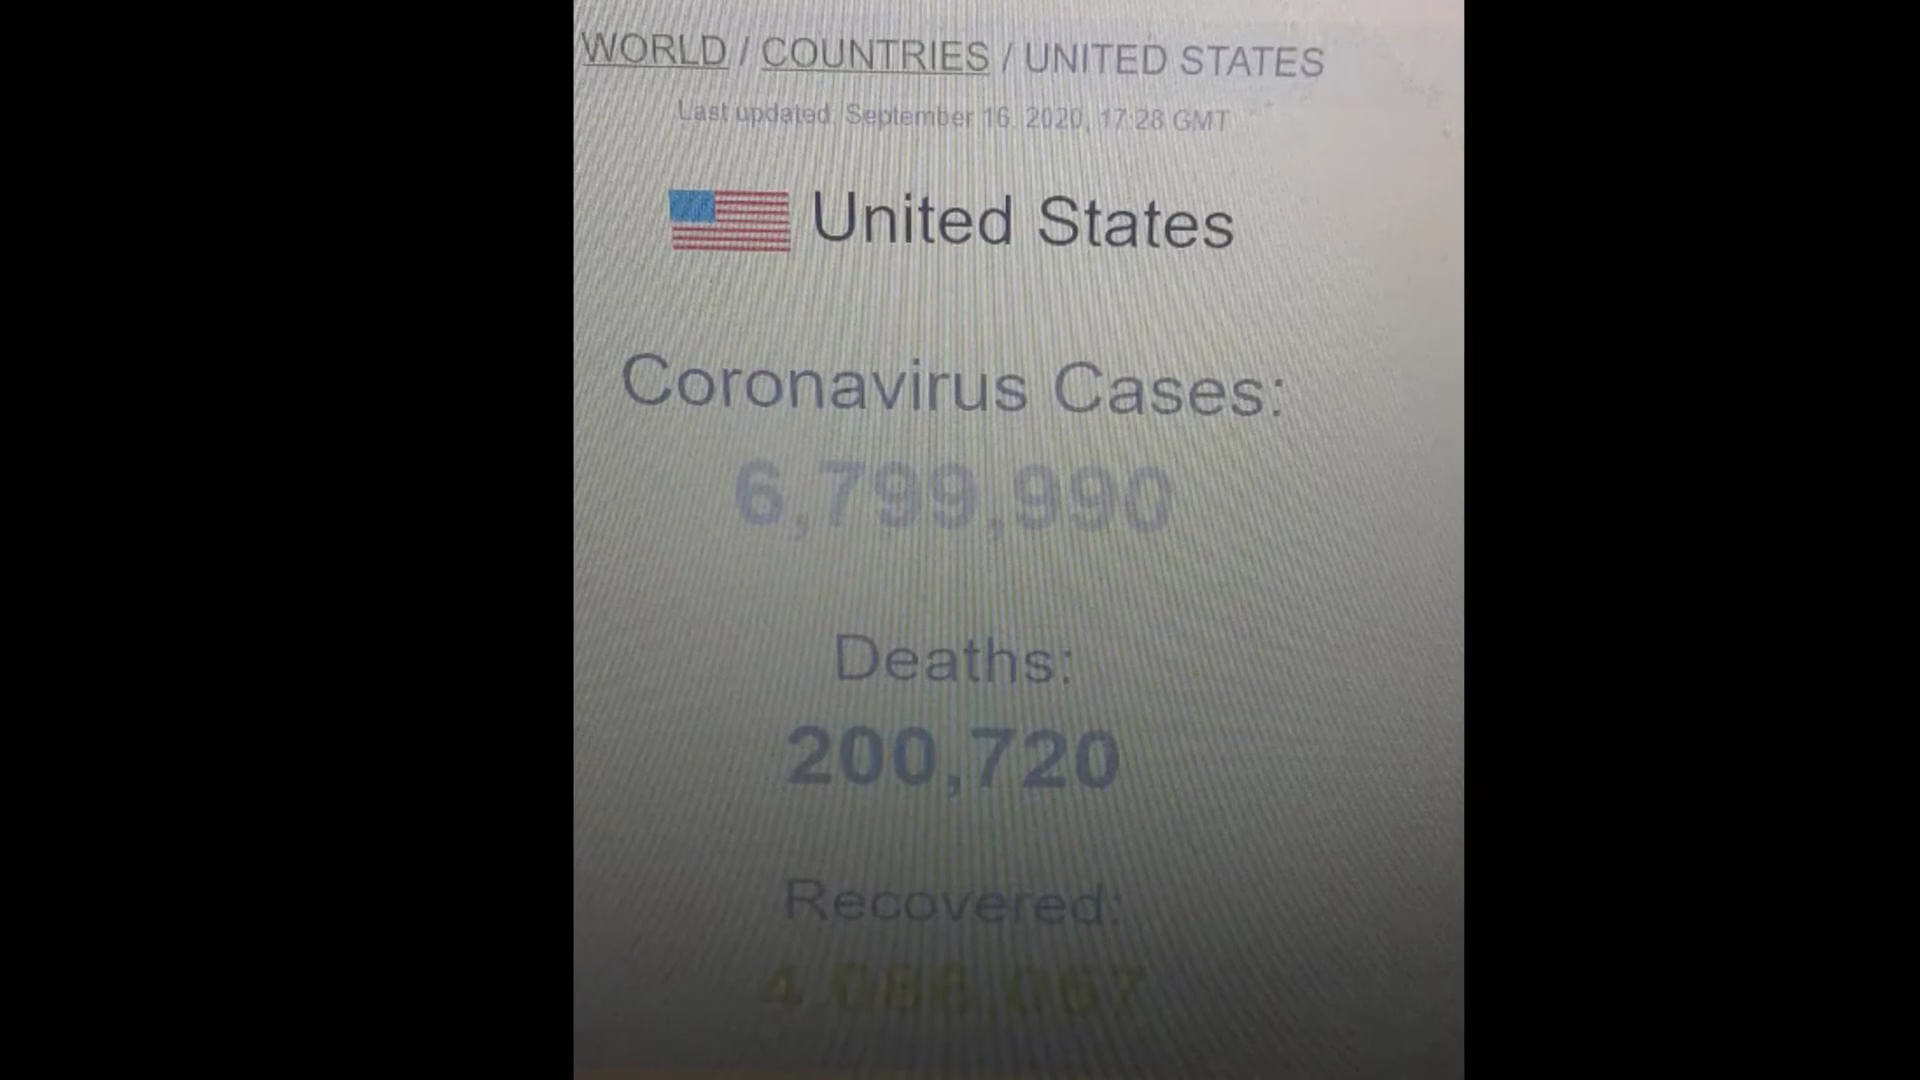 WORLD / COUNTRIES / UNITED STATES
Last updated: September 16, 2020, 17:28 GMT
United States
Coronavirus Cases:
6,799,990
Deaths:
200,720
Recovered: